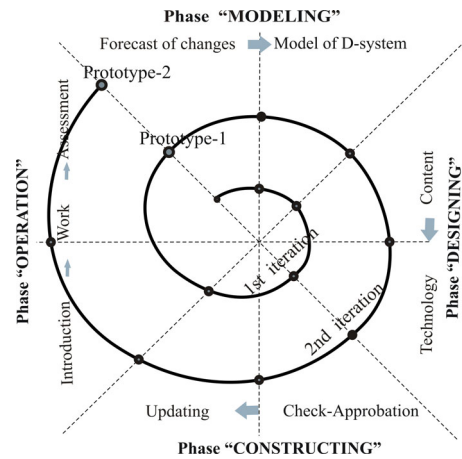 Phase “MODELING”
Forecast of changes Model of D-system
Prototype-2
Prototype-1
Assessment
Work
Introduction
Phase “OPERATION”
Content
Technology
Phase “DESIGNING”
1st iteration
2nd iteration
Updating Check-Approbation
Phase “CONSTRUCTING”